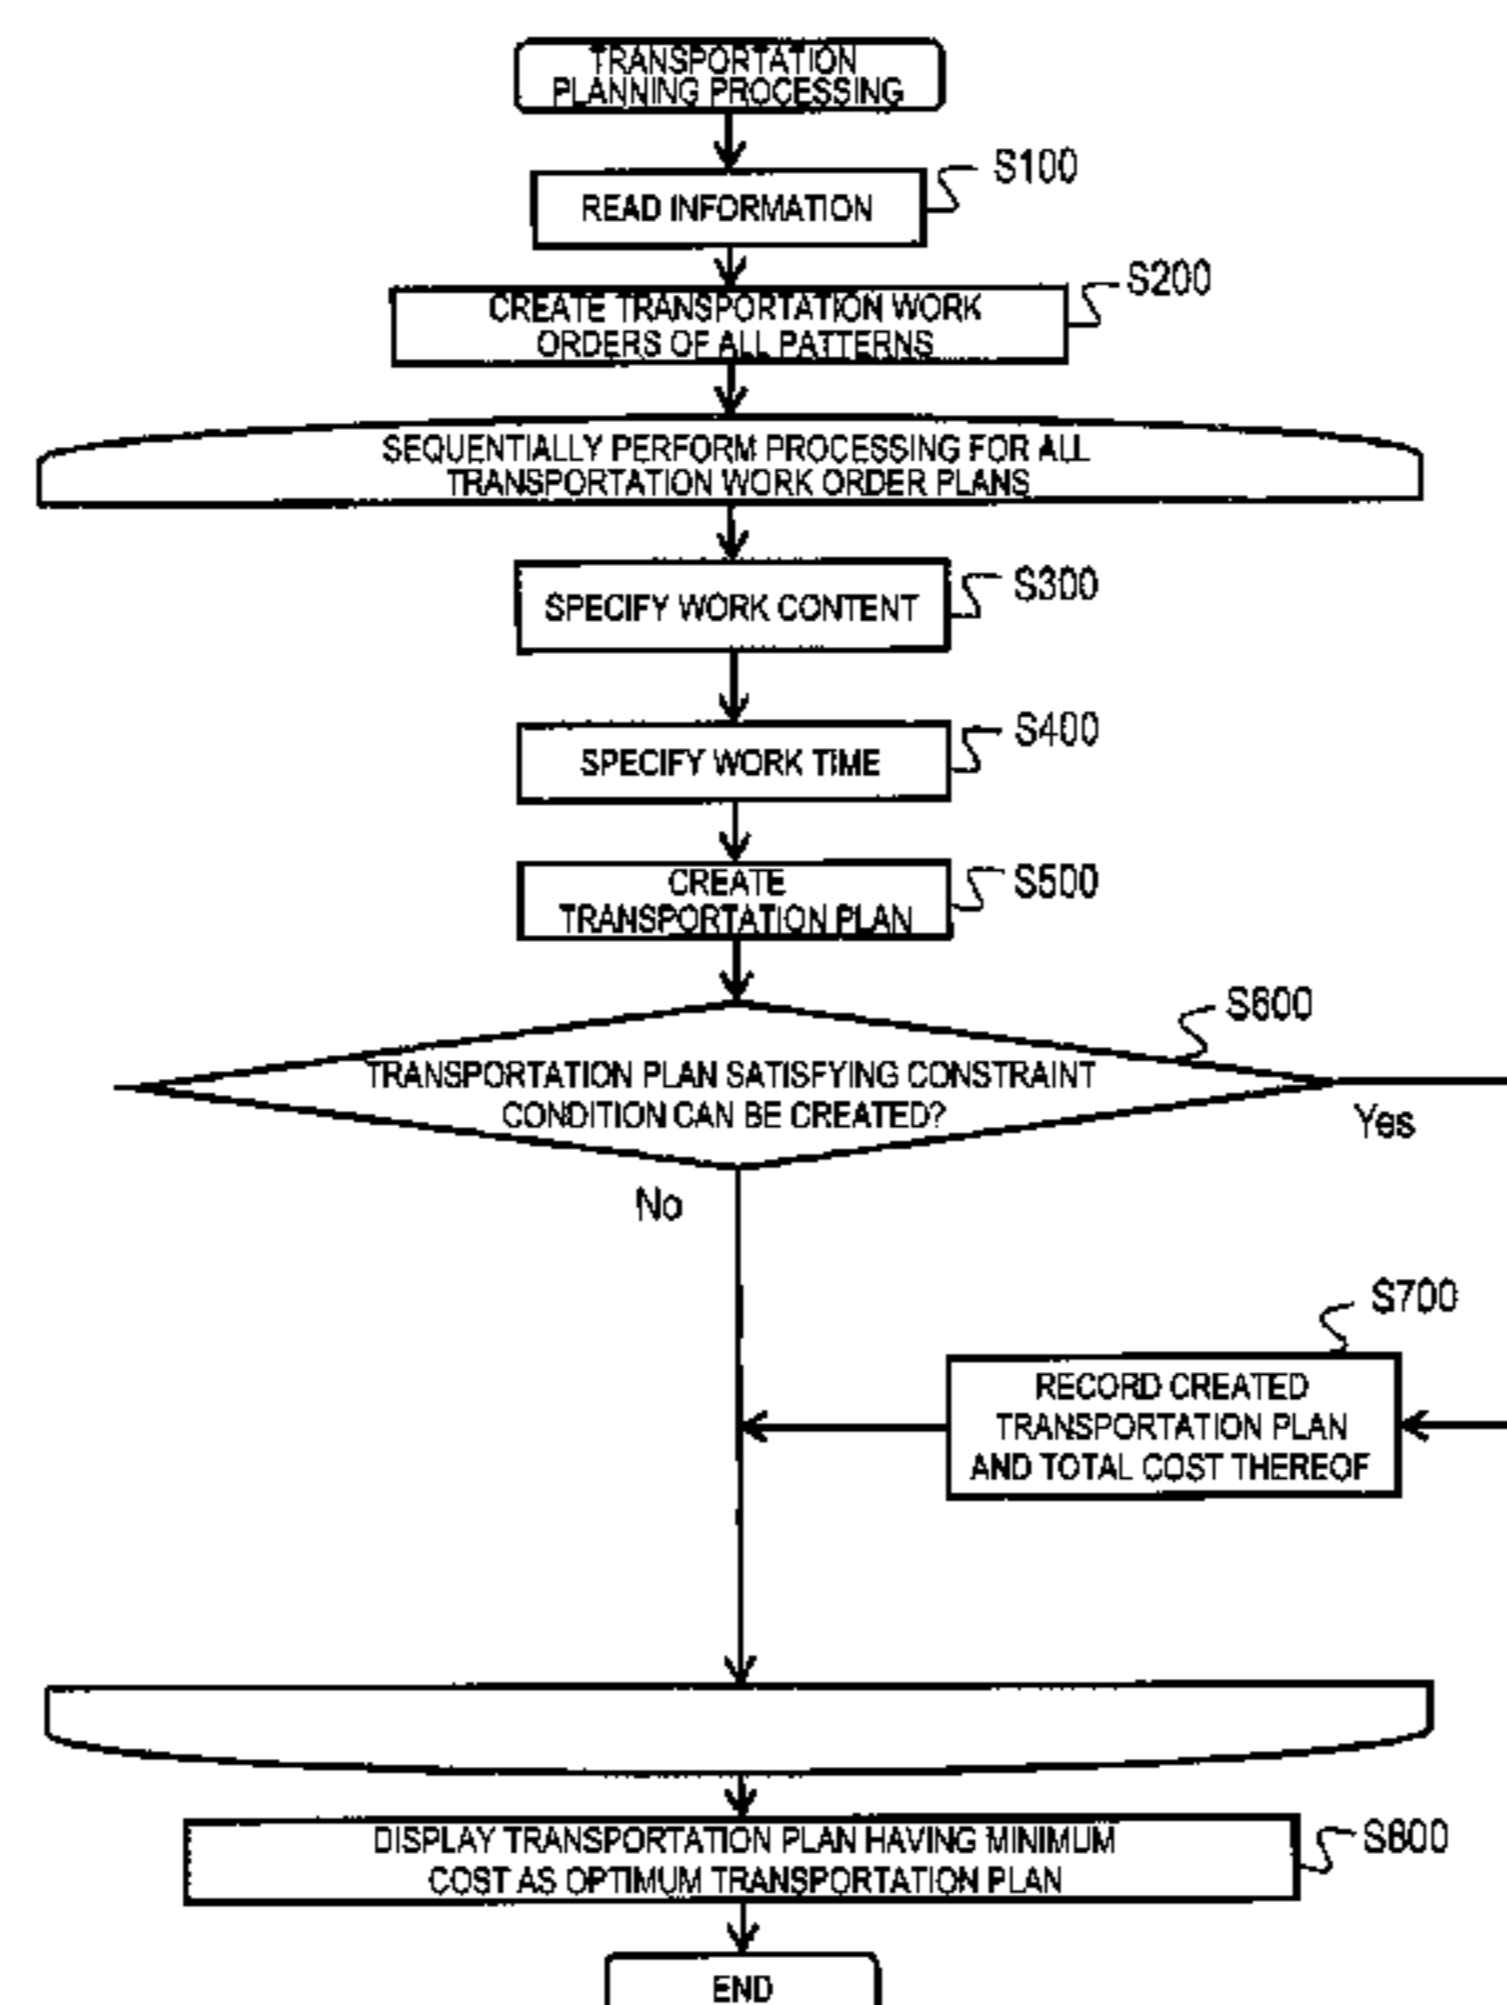 TRANSPORTATION
PLANNING PROCESSING
S100
READ INFORMATION
S200
CREATE TRANSPORTATION WORK
ORDERS OF ALL PATTERNS
SEQUENTIALLY PERFORM PROCESSING FOR ALL
TRANSPORTATION WORK ORDER PLANS
S300
SPECIFY WORK CONTENT
S400
SPECIFY WORK TIME
S500
CREATE
TRANSPORTATION PLAN
S600
TRANSPORTATION PLAN SATISFYING CONSTRAINT
CONDITION CAN BE CREATED?
Yes
No
S700
RECORD CREATED
TRANSPORTATION PLAN
AND TOTAL COST THEREOF
S800
DISPLAY TRANSPORTATION PLAN HAVING MINIMUM
COST AS OPTIMUM TRANSPORTATION PLAN
END